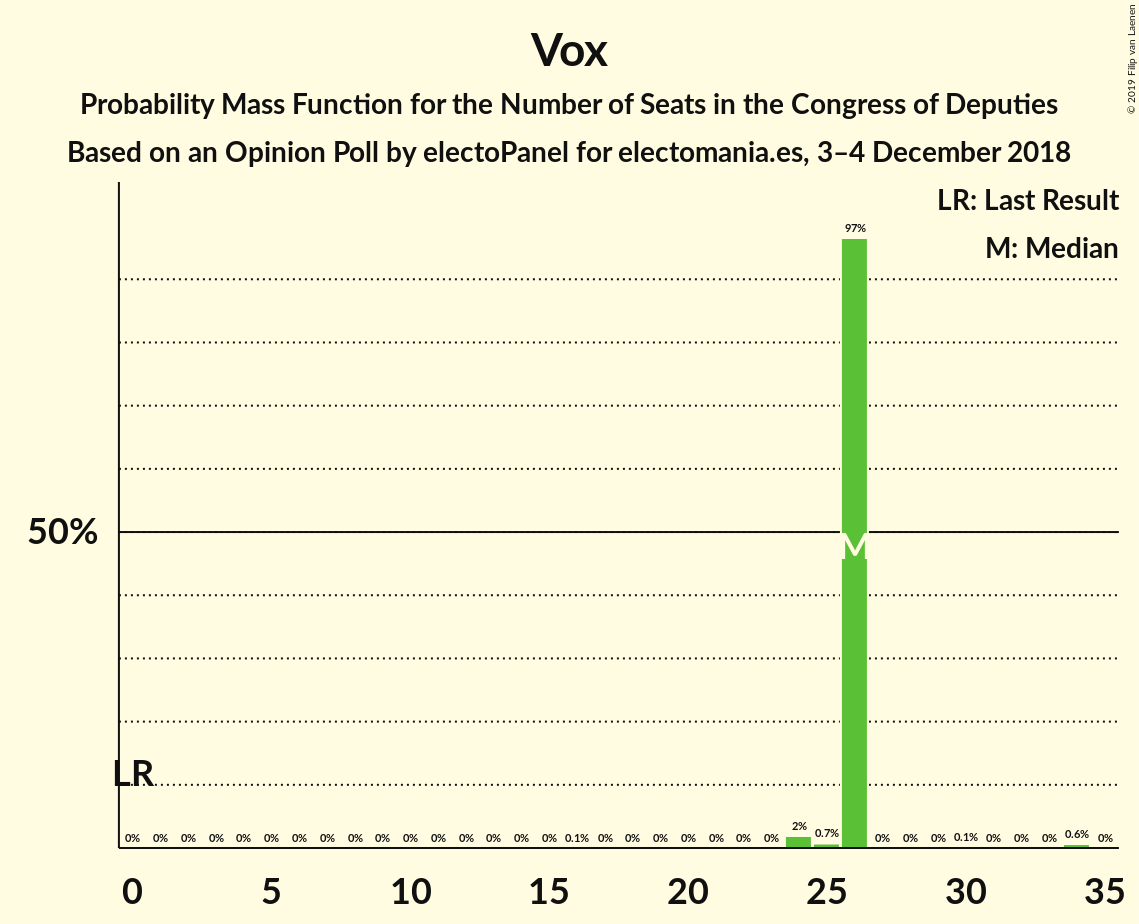 Vox
Probability Mass Function for the Number of Seats in the Congress of Deputies
Based on an Opinion Poll by electoPanel for electomania.es, 3–4 December 2018
© 2019 Filip van Laenen
LR: Last Result
M: Median
97%
50%
M
LR
0% 0% 0% 0% 0% 0% 0% 0% 0% 0% 0% 0% 0% 0% 0% 0% 0.1% 0% 0% 0% 0% 0% 0% 0% 2% 0.7% 0% 0% 0% 0.1% 0% 0% 0% 0.6% 0%
0 5 10 15 20 25 30 35